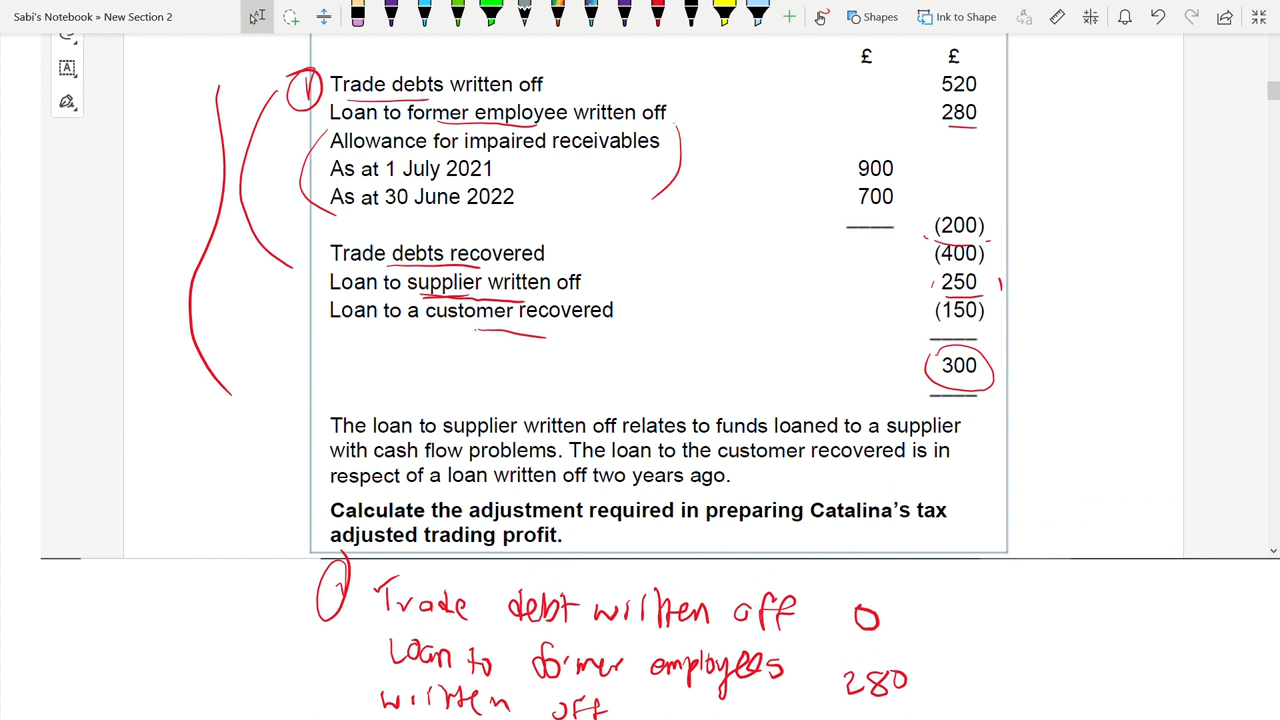 Sabi's Notebook » New Section 2
Shapes
Ink to Shape
£ £
Trade debts written off 520
Loan to former employee written off 280
Allowance for impaired receivables
As at 1 July 2021 900
As at 30 June 2022 700
(200)
Trade debts recovered (400)
Loan to supplier written off 250
Loan to a customer recovered (150)
300
The loan to supplier written off relates to funds loaned to a supplier
with cash flow problems. The loan to the customer recovered is in
respect of a loan written off two years ago.
Calculate the adjustment required in preparing Catalina's tax
adjusted trading profit.
Trade debt written off 0
Loan to former employees
written off 280